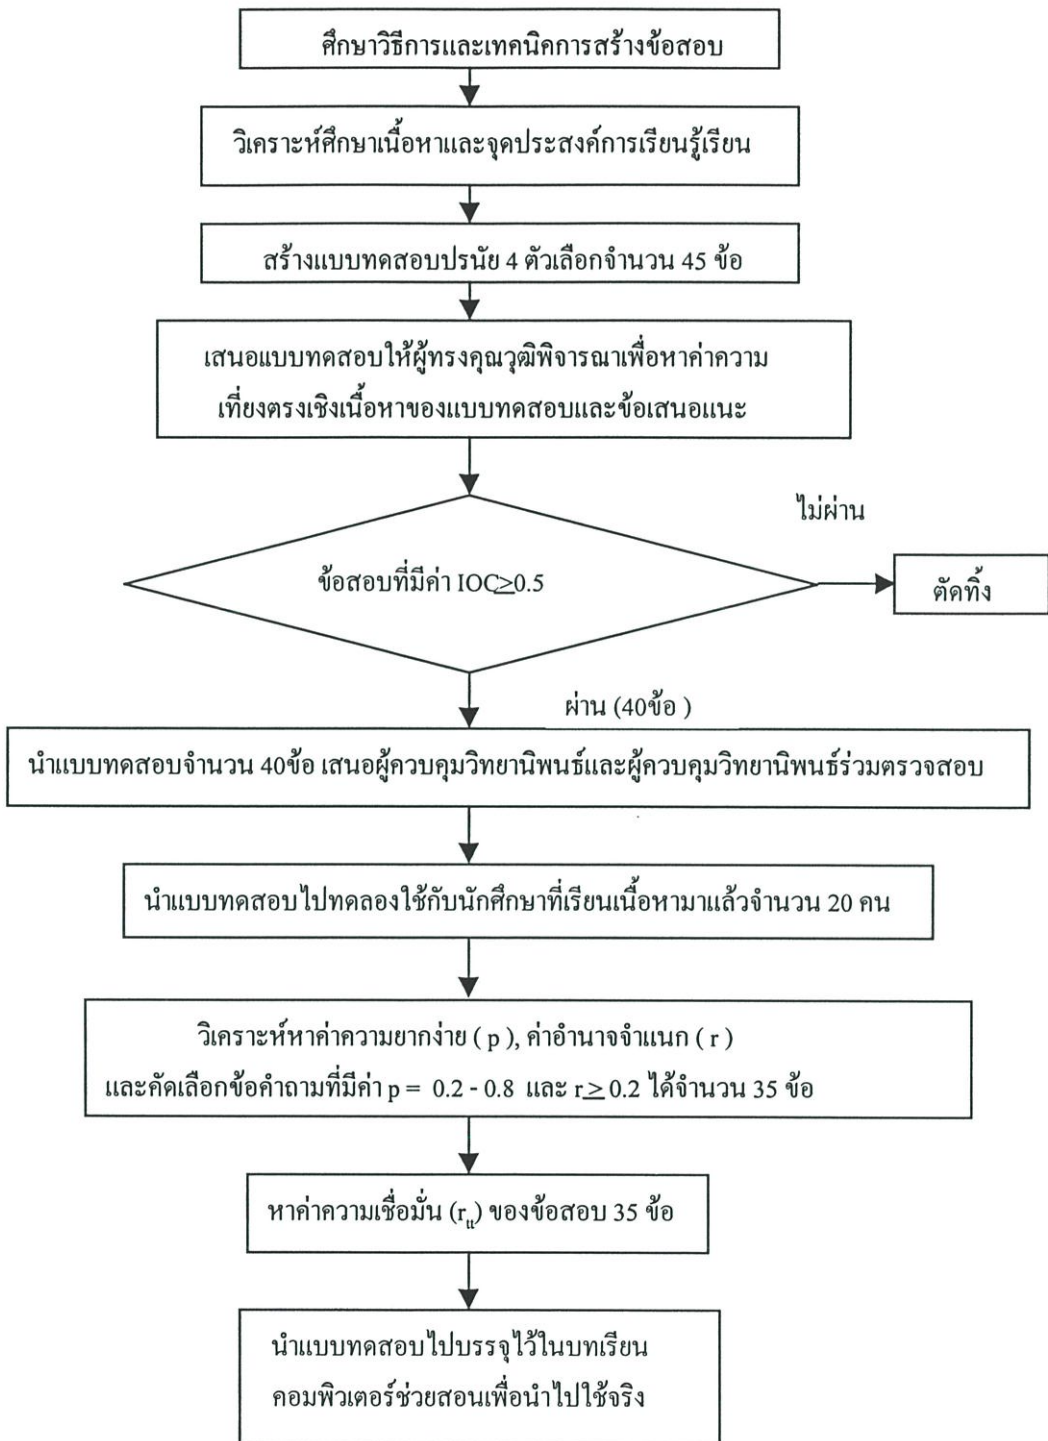 ศึกษาวิธีการและเทคนิคการสร้างข้อสอบ
วิเคราะห์ศึกษาเนื้อหาและจุดประสงค์การเรียนรู้เรียน
สร้างแบบทดสอบปรนัย 4 ตัวเลือกจำนวน 45 ข้อ
เสนอแบบทดสอบให้ผู้ทรงคุณวุฒิพิจารณาเพื่อหาค่าความ
เที่ยงตรงเชิงเนื้อหาของแบบทดสอบและข้อเสนอแนะ
ไม่ผ่าน
ข้อสอบที่มีค่า IOC≥0.5
ตัดทิ้ง
ผ่าน (40ข้อ )
นำแบบทดสอบจำนวน 40ข้อ เสนอผู้ควบคุมวิทยานิพนธ์และผู้ควบคุมวิทยานิพนธ์ร่วมตรวจสอบ
นำแบบทดสอบไปทดลองใช้กับนักศึกษาที่เรียนเนื้อหามาแล้วจำนวน 20 คน
วิเคราะห์หาค่าความยากง่าย ( p ), ค่าอำนาจจำแนก ( r )
และคัดเลือกข้อคำถามที่มีค่า p = 0.2 - 0.8 และ r ≥ 0.2 ได้จำนวน 35 ข้อ
หาค่าความเชื่อมั่น (rtt) ของข้อสอบ 35 ข้อ
นำแบบทดสอบไปบรรจุไว้ในบทเรียน
คอมพิวเตอร์ช่วยสอนเพื่อนำไปใช้จริง